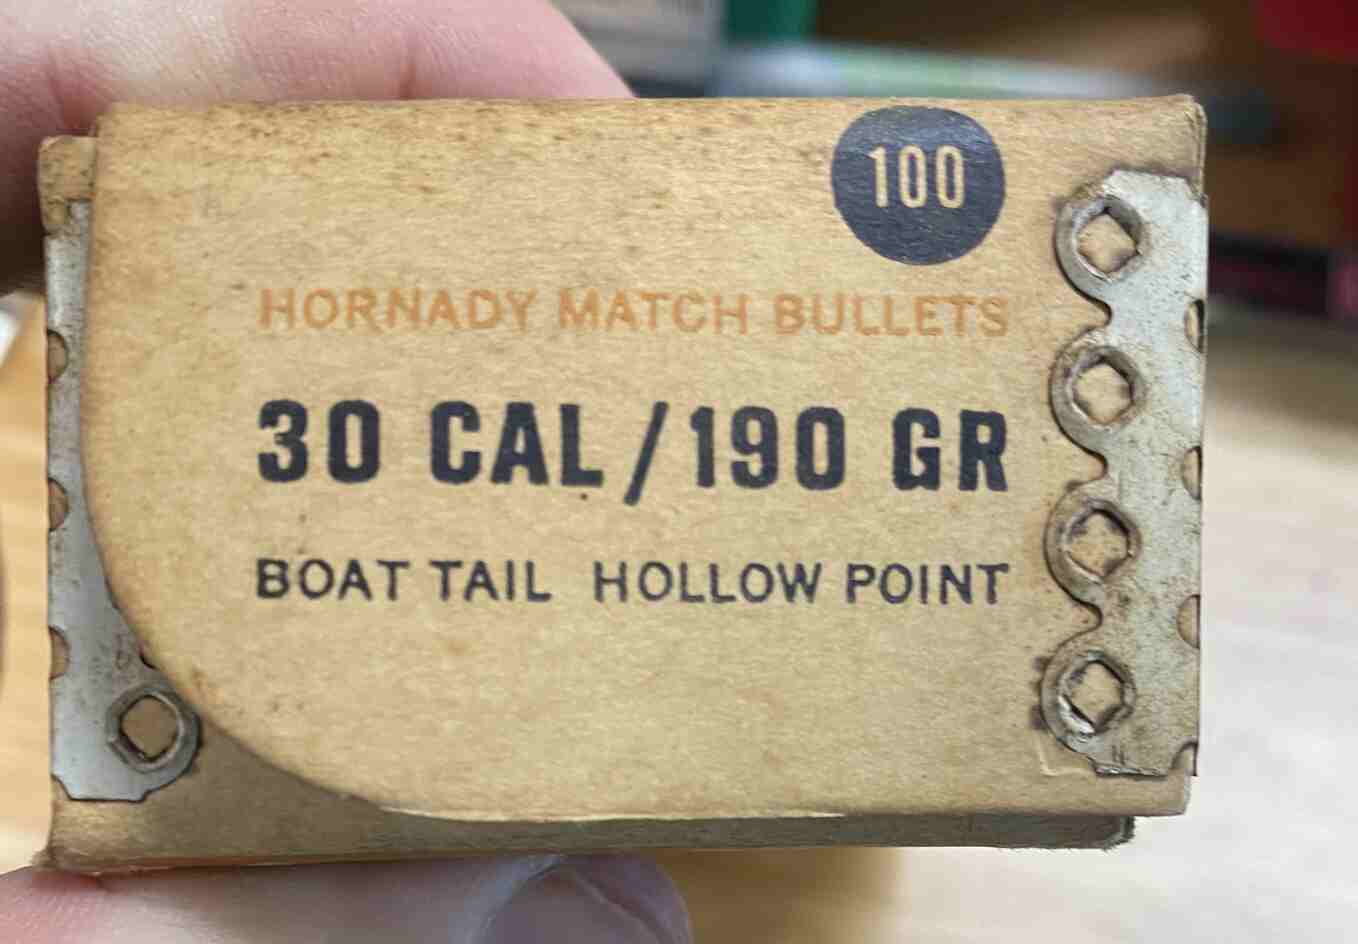 100
HORNADY MATCH BULLETS
30 CAL/190 GR
BOAT TAIL HOLLOW POINT